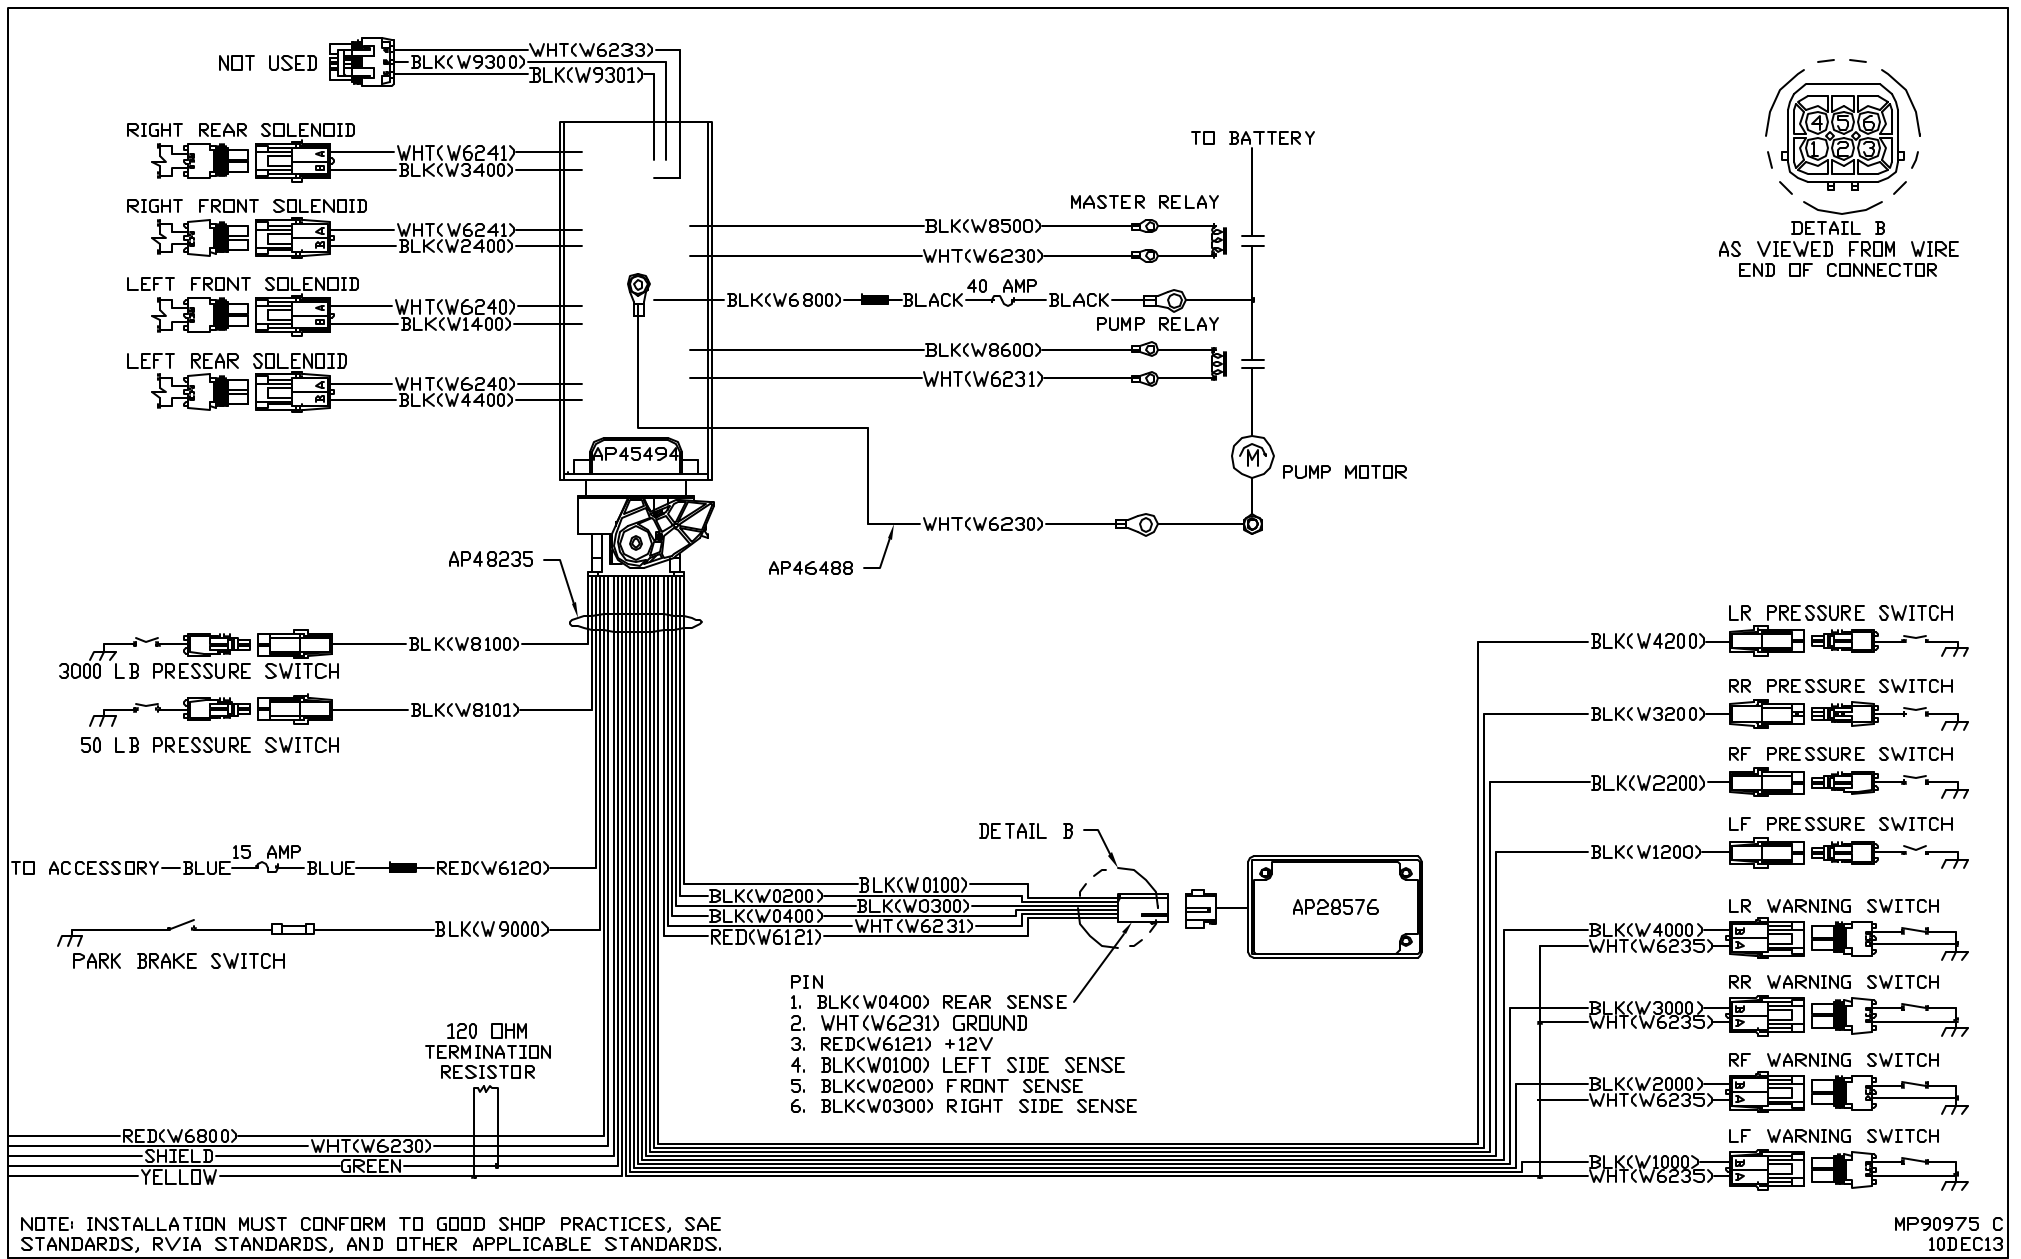 NOT USED
WHT(W6233)
BLK(W9300)
BLK(W9301)
RIGHT REAR SOLENOID
A
B
WHT(W6241)
BLK(W3400)
RIGHT FRONT SOLENOID
A
B
WHT(W6241)
BLK(W2400)
LEFT FRONT SOLENOID
A
B
WHT(W6240)
BLK(W1400)
LEFT REAR SOLENOID
A
B
WHT(W6240)
BLK(W4400)
AP45494
TO BATTERY
MASTER RELAY
BLK(W8500)
WHT(W6230)
BLK(W6800)
BLACK
40 AMP
BLACK
PUMP RELAY
BLK(W8600)
WHT(W6231)
M
PUMP MOTOR
WHT(W6230)
AP46488
4 5 6
1 2 3
DETAIL B
AS VIEWED FROM WIRE
END OF CONNECTOR
AP48235
BLK(W8100)
3000 LB PRESSURE SWITCH
BLK(W8101)
50 LB PRESSURE SWITCH
TO ACCESSORY
BLUE
15 AMP
BLUE
RED(W6120)
BLK(W9000)
PARK BRAKE SWITCH
120 OHM
TERMINATION
RESISTOR
RED(W6800)
WHT(W6230)
SHIELD
GREEN
YELLOW
DETAIL B
BLK(W0100)
BLK(W0200)
BLK(W0300)
BLK(W0400)
WHT(W6231)
RED(W6121)
AP28576
PIN
1. BLK(W0400) REAR SENSE
2. WHT(W6231) GROUND
3. RED(W6121) +12V
4. BLK(W0100) LEFT SIDE SENSE
5. BLK(W0200) FRONT SENSE
6. BLK(W0300) RIGHT SIDE SENSE
LR PRESSURE SWITCH
BLK(W4200)
RR PRESSURE SWITCH
BLK(W3200)
RF PRESSURE SWITCH
BLK(W2200)
LF PRESSURE SWITCH
BLK(W1200)
LR WARNING SWITCH
BLK(W4000)
WHT(W6235)
B
A
RR WARNING SWITCH
BLK(W3000)
WHT(W6235)
B
A
RF WARNING SWITCH
BLK(W2000)
WHT(W6235)
B
A
LF WARNING SWITCH
BLK(W1000)
WHT(W6235)
B
A
NOTE: INSTALLATION MUST CONFORM TO GOOD SHOP PRACTICES, SAE
STANDARDS, RVIA STANDARDS, AND OTHER APPLICABLE STANDARDS.
MP90975 C
10DEC13